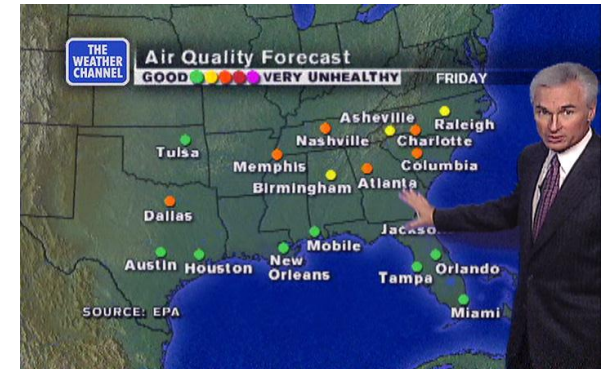 THE
WEATHER
CHANNEL
Air Quality Forecast
GOOD VERY UNHEALTHY FRIDAY
Asheville
Raleigh
Nashville Charlotte
Tulsa
Memphis Columbia
Birmingham Atlanta
Dallas
Jackso
Mobile
Austin Houston New
Orleans
Tampa Orlando
SOURCE: EPA
Miami